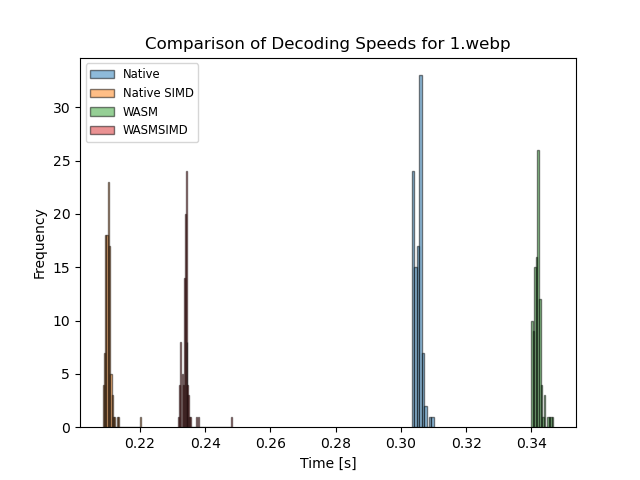 Comparison of Decoding Speeds for 1.webp
Native
Native SIMD
WASM
WASMSIMD
Frequency
30
25
20
15
10
5
0
0.22 0.24 0.26 0.28 0.30 0.32 0.34
Time [s]